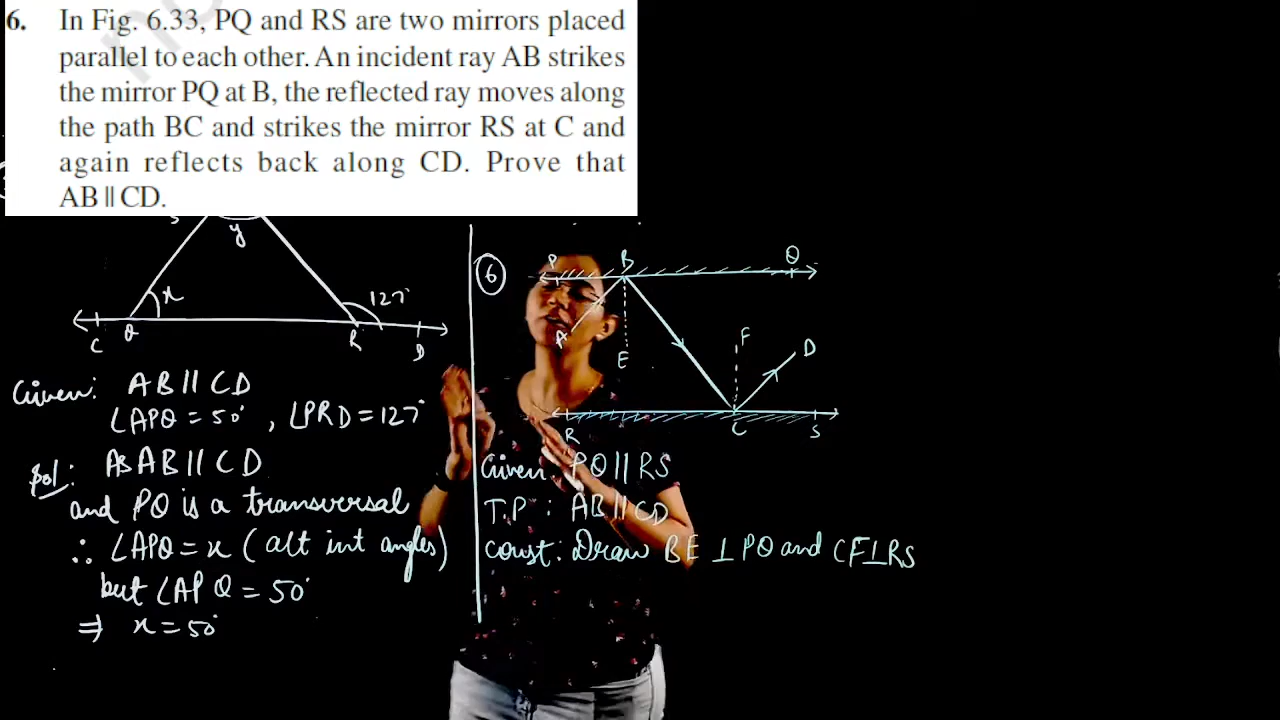 6. In Fig. 6.33, PQ and RS are two mirrors placed
parallel to each other. An incident ray AB strikes
the mirror PQ at B, the reflected ray moves along
the path BC and strikes the mirror RS at C and
again reflects back along CD. Prove that
AB || CD.
y
x
127°
C Q R D
Given: AB || CD
∠APQ = 50°, ∠PRD = 127°
Sol: As AB || CD
and PQ is a transversal
∴ ∠APQ = x (alt int angles)
but ∠APQ = 50°
⇒ x = 50°
6
P B Q
A E F D
R C S
Given: PQ || RS
T.P : AB || CD
Const: Draw BE ⊥ PQ and CF ⊥ RS